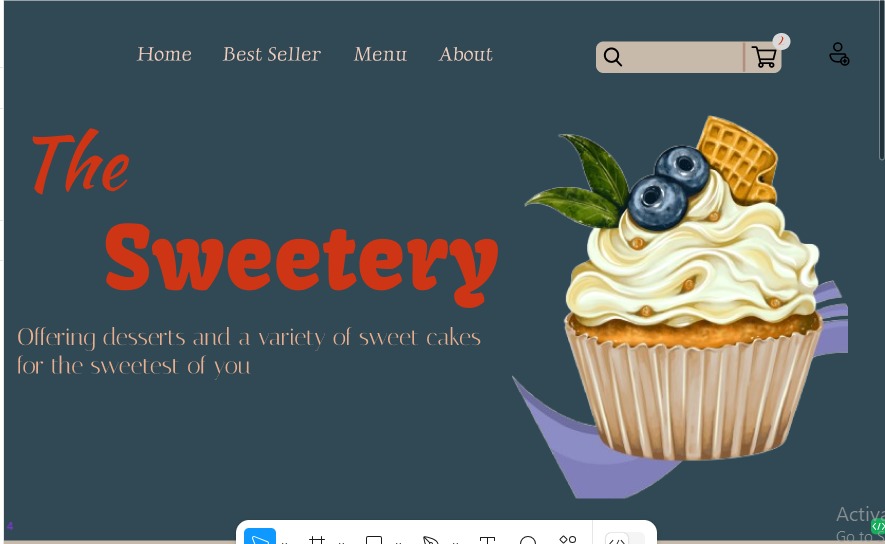 Home Best Seller Menu About
The
Sweetery
Offering desserts and a variety of sweet cakes
for the sweetest of you
4
Activa
Go to S